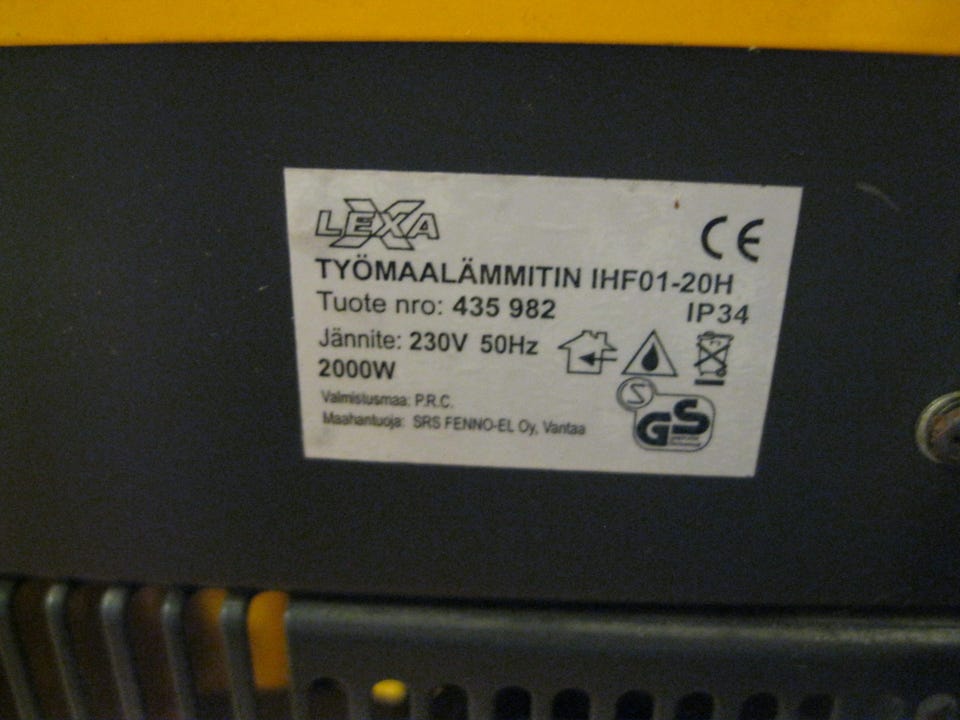 LEXA
CE
TYÖMAALÄMMITIN IHF01-20H
Tuote nro: 435 982
IP34
Jännite: 230V 50Hz
2000W
Valmistusmaa: P.R.C.
Maahantuoja: SRS FENNO-EL Oy, Vantaa
S
GS